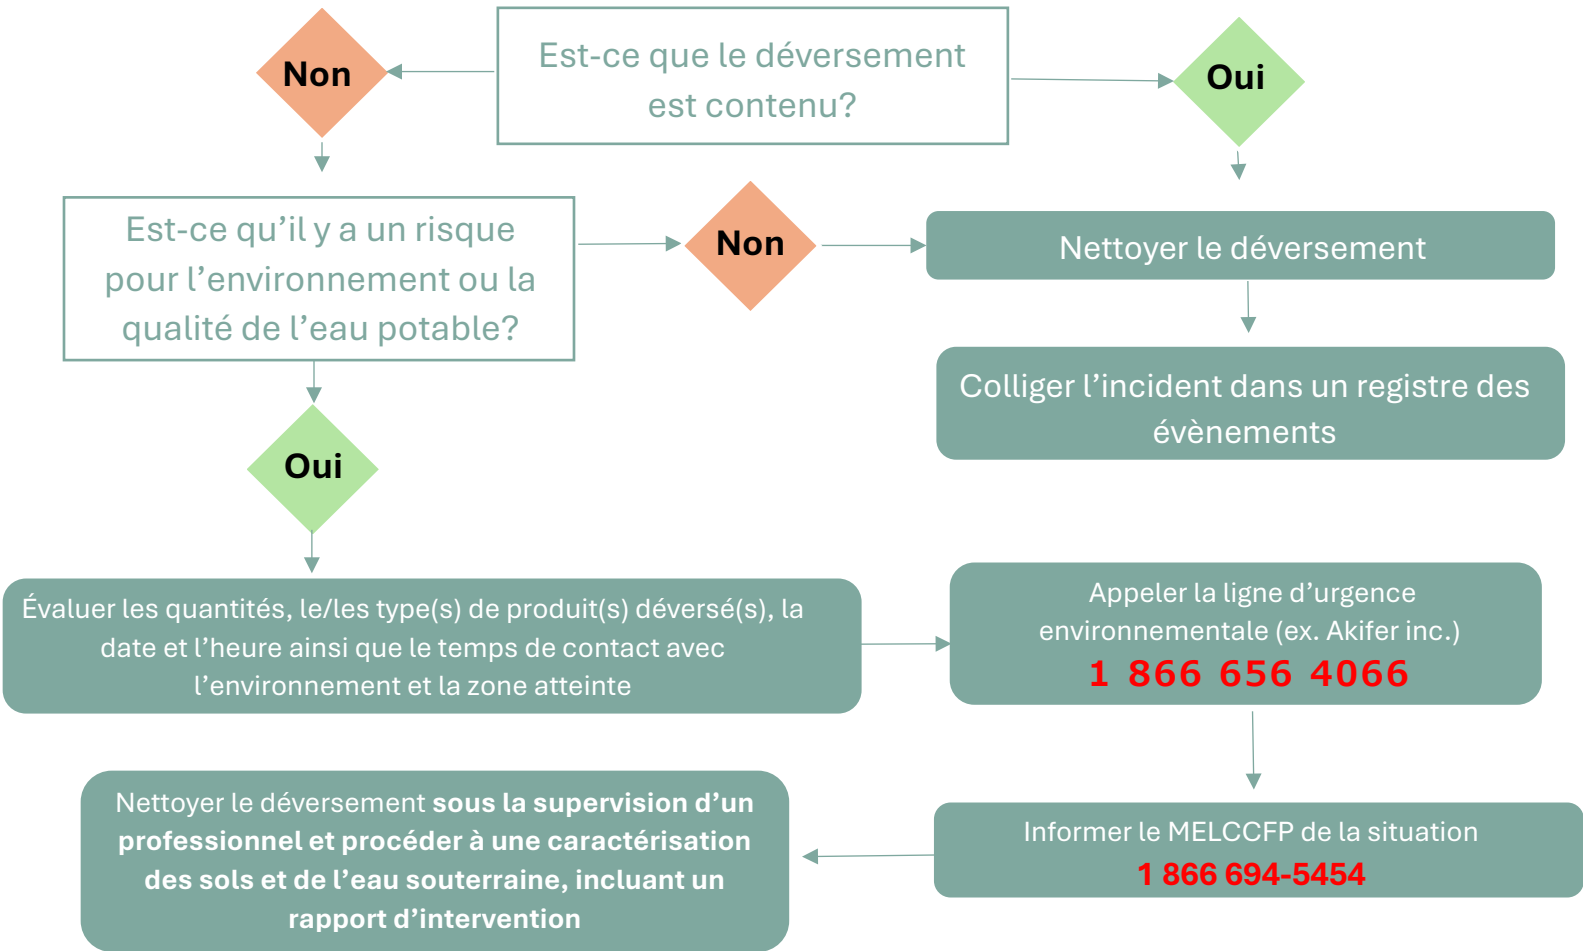 Non
Est-ce que le déversement
est contenu?
Oui
Est-ce qu’il y a un risque
pour l’environnement ou la
qualité de l’eau potable?
Non
Nettoyer le déversement
Colliger l’incident dans un registre des
évènements
Oui
Évaluer les quantités, le/les type(s) de produit(s) déversé(s), la
date et l’heure ainsi que le temps de contact avec
l’environnement et la zone atteinte
Appeler la ligne d’urgence
environnementale (ex. Akifer inc.)
1 866 656 4066
Informer le MELCCFP de la situation
1 866 694-5454
Nettoyer le déversement sous la supervision d’un
professionnel et procéder à une caractérisation
des sols et de l’eau souterraine, incluant un
rapport d’intervention